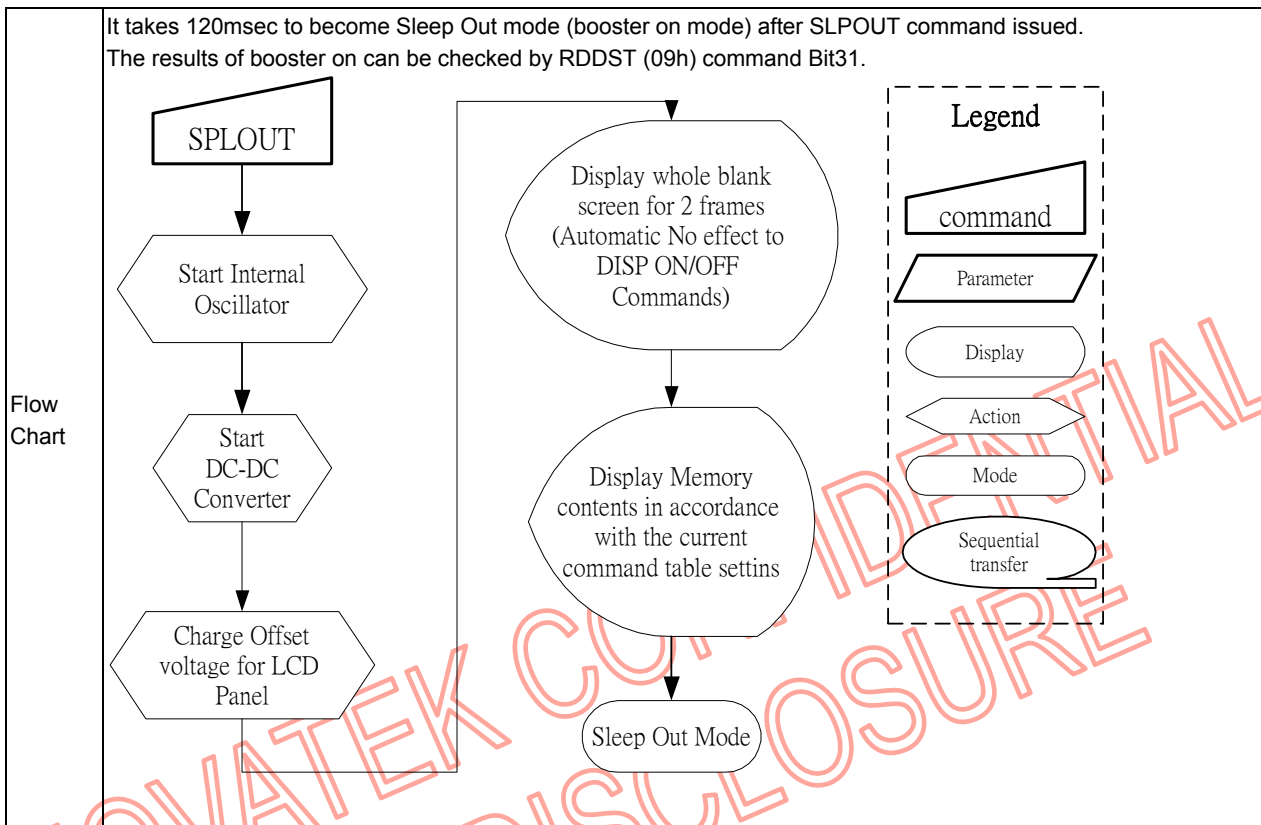 It takes 120msec to become Sleep Out mode (booster on mode) after SLPOUT command issued.
The results of booster on can be checked by RDDST (09h) command Bit31.
Flow
Chart
SPLOUT
Start Internal
Oscillator
Start
DC-DC
Converter
Charge Offset
voltage for LCD
Panel
Display whole blank
screen for 2 frames
(Automatic No effect to
DISP ON/OFF
Commands)
Display Memory
contents in accordance
with the current
command table settins
Sleep Out Mode
Legend
command
Parameter
Display
Action
Mode
Sequential
transfer
OVATEK CONFIDENTIAL
DISCLOSURE